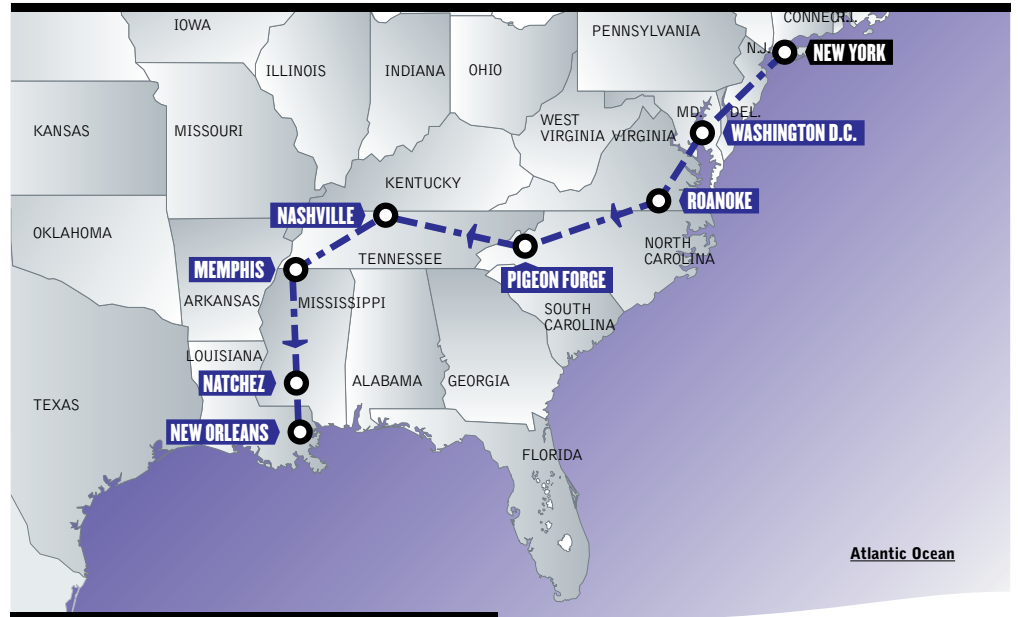 CONNECT.
R.I.
IOWA
PENNSYLVANIA
N.J.
NEW YORK
ILLINOIS
INDIANA
OHIO
MD.
DEL.
KANSAS
MISSOURI
WEST
VIRGINIA
VIRGINIA
WASHINGTON D.C.
KENTUCKY
ROANOKE
NASHVILLE
OKLAHOMA
NORTH
CAROLINA
TENNESSEE
MEMPHIS
PIGEON FORGE
ARKANSAS
MISSISSIPPI
SOUTH
CAROLINA
LOUISIANA
NATCHEZ
ALABAMA
GEORGIA
TEXAS
NEW ORLEANS
FLORIDA
Atlantic Ocean